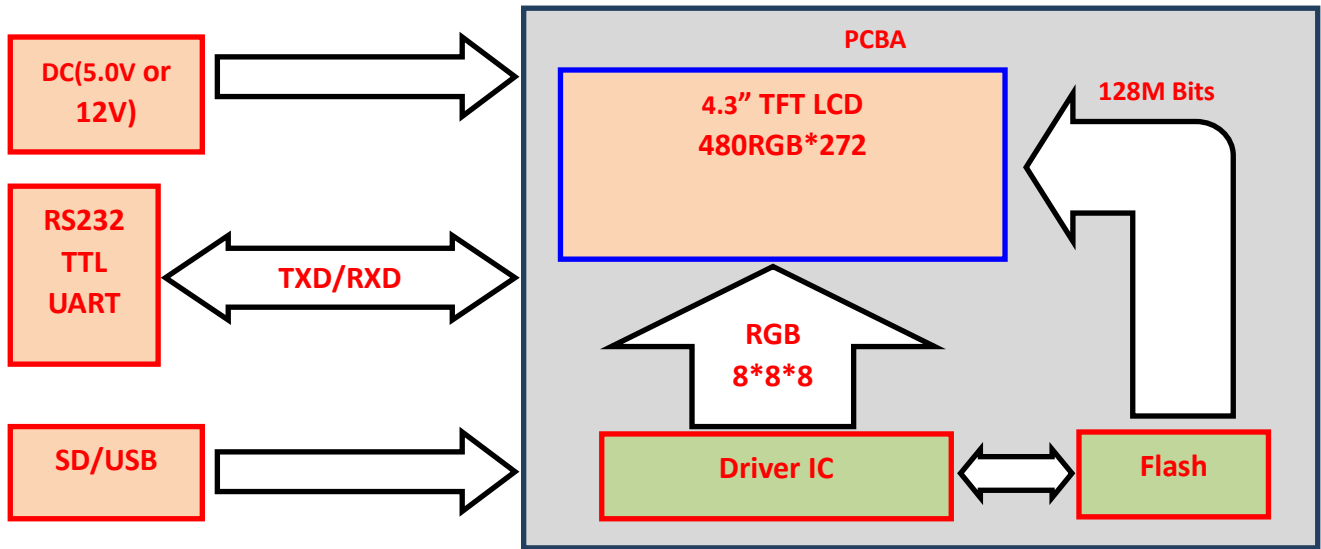 PCBA
DC(5.0V or
12V)
4.3” TFT LCD
480RGB*272
128M Bits
RS232
TTL
UART
TXD/RXD
RGB
8*8*8
SD/USB
Driver IC
Flash